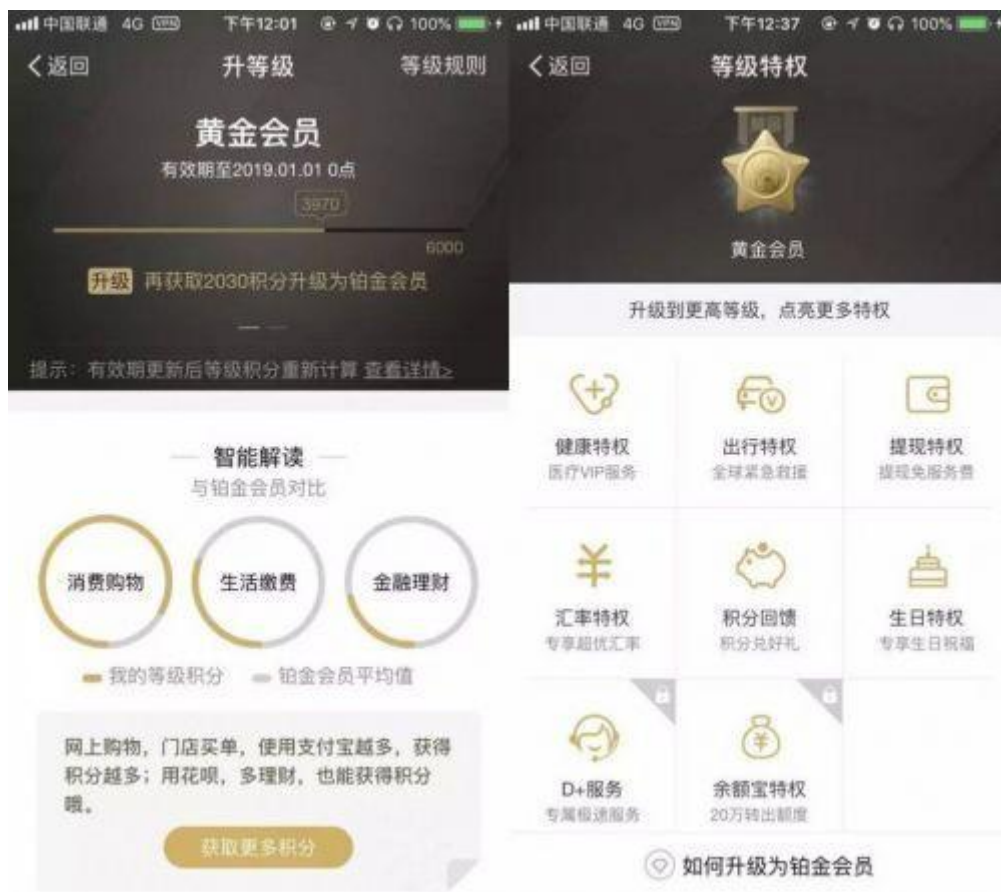 中国联通 4G VPN 下午12:01 100%
返回 升等级 等级规则
黄金会员
有效期至2019.01.01 0点
3970
6000
升级 再获取2030积分升级为铂金会员
提示：有效期更新后等级积分重新计算 查看详情>
智能解读
与铂金会员对比
消费购物 生活缴费 金融理财
我的等级积分 铂金会员平均值
网上购物，门店买单，使用支付宝越多，获得
积分越多；用花呗，多理财，也能获得积分
哦。
获取更多积分
中国联通 4G VPN 下午12:37 100%
返回 等级特权
黄金会员
升级到更高等级，点亮更多特权
健康特权 出行特权 提现特权
医疗VIP服务 全球紧急救援 提现免服务费
汇率特权 积分回馈 生日特权
专享超优汇率 积分兑好礼 专享生日祝福
D+服务 余额宝特权
专属极速服务 20万转出额度
如何升级为铂金会员